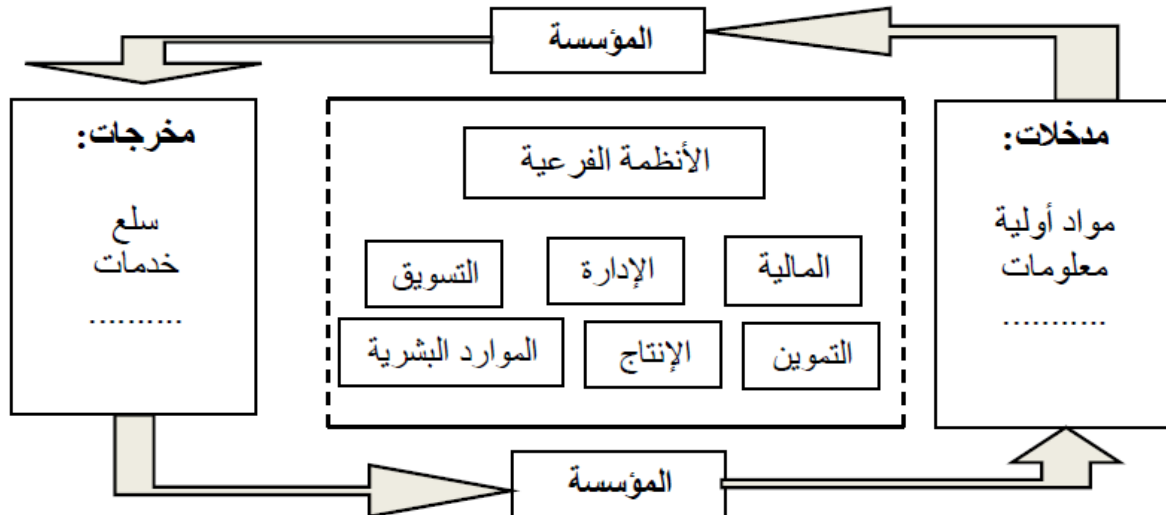 المؤسسة
مدخلات:
مواد أولية
معلومات
...........
الأنظمة الفرعية
المالية
الإدارة
التسويق
التموين
الإنتاج
الموارد البشرية
مخرجات:
سلع
خدمات
..........
المؤسسة